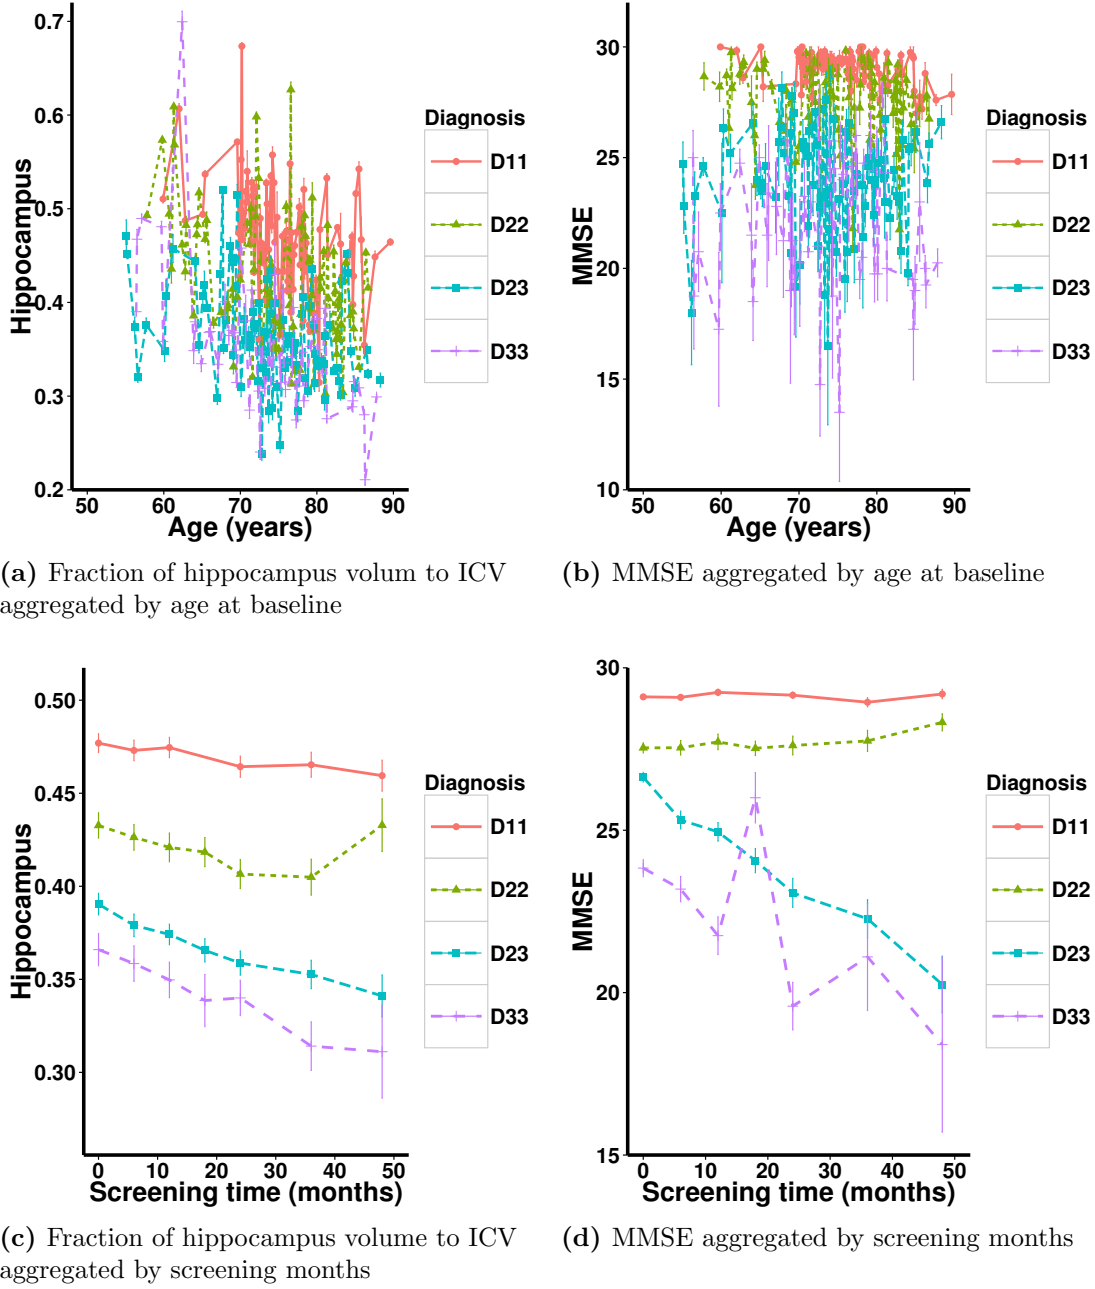 Hippocampus
0.7
0.6
0.5
0.4
0.3
0.2
50 60 70 80 90
Age (years)
Diagnosis
D11
D22
D23
D33
MMSE
30
25
20
15
10
50 60 70 80 90
Age (years)
Diagnosis
D11
D22
D23
D33
(a) Fraction of hippocampus volum to ICV
aggregated by age at baseline
(b) MMSE aggregated by age at baseline
Hippocampus
0.50
0.45
0.40
0.35
0.30
0 10 20 30 40 50
Screening time (months)
Diagnosis
D11
D22
D23
D33
MMSE
30
25
20
15
0 10 20 30 40 50
Screening time (months)
Diagnosis
D11
D22
D23
D33
(c) Fraction of hippocampus volume to ICV
aggregated by screening months
(d) MMSE aggregated by screening months